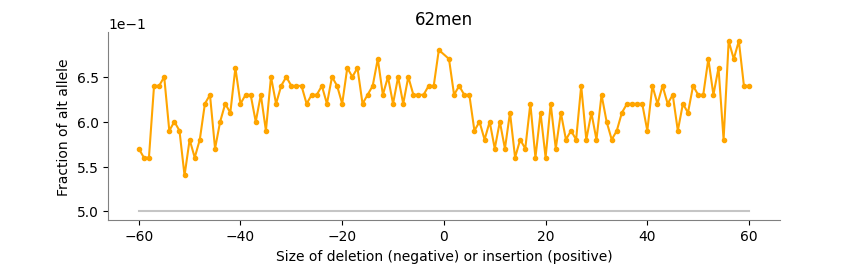 62men
1e−1
Fraction of alt allele
6.5
6.0
5.5
5.0
−60 −40 −20 0 20 40 60
Size of deletion (negative) or insertion (positive)